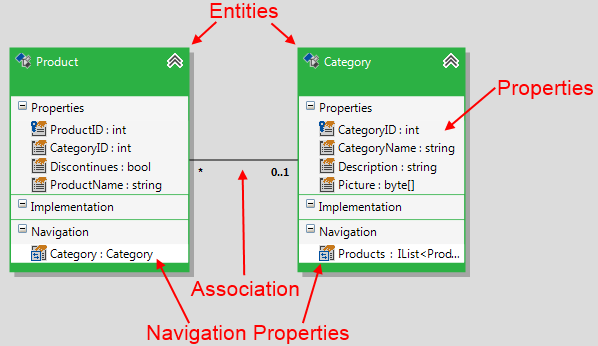 Entities
Product
Category
Properties
Properties
Properties
ProductID : int
CategoryID : int
Discontinues : bool
ProductName : string
CategoryID : int
CategoryName : string
Description : string
Picture : byte[]
*
0..1
Implementation
Implementation
Navigation
Navigation
Category : Category
Products : IList<Prod...
Association
Navigation Properties